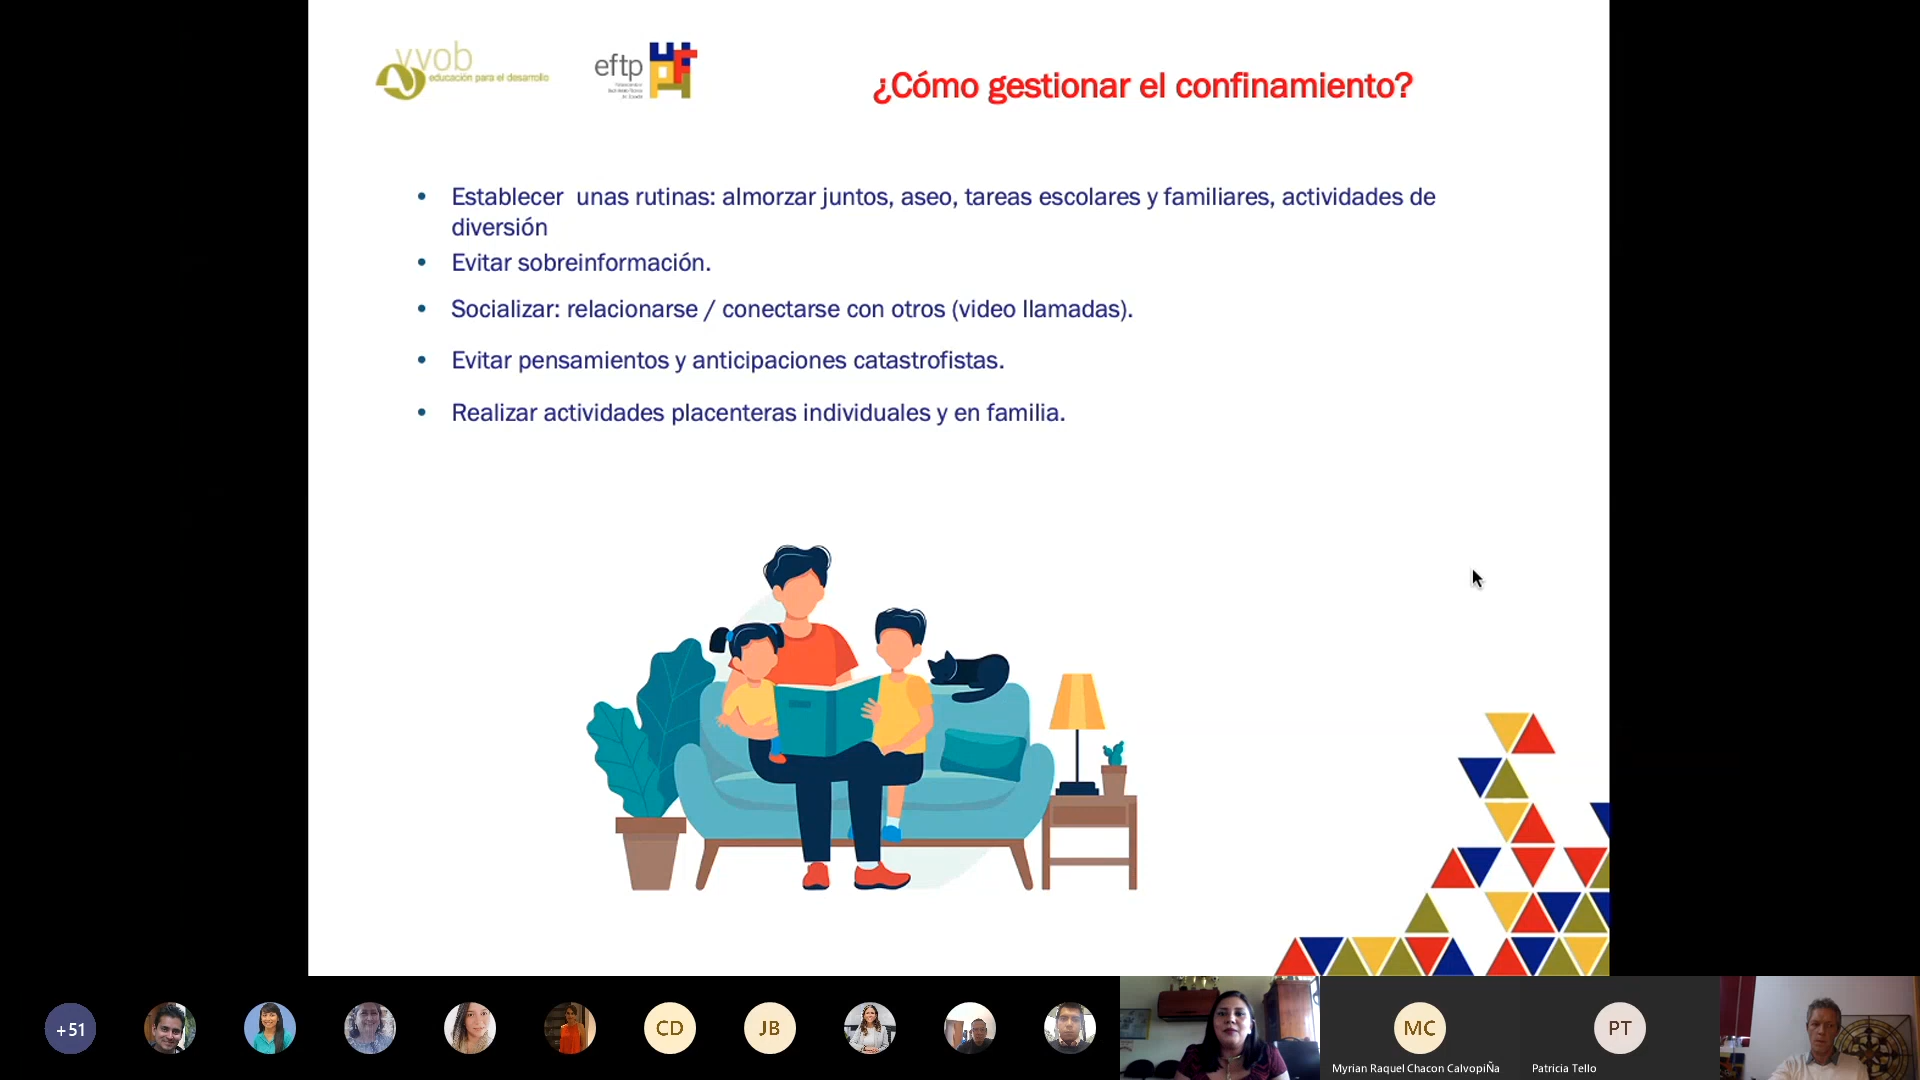 vvob
educación para el desarrollo
eftp
¿Cómo gestionar el confinamiento?
• Establecer unas rutinas: almorzar juntos, aseo, tareas escolares y familiares, actividades de
diversión
• Evitar sobreinformación.
• Socializar: relacionarse / conectarse con otros (video llamadas).
• Evitar pensamientos y anticipaciones catastrofistas.
• Realizar actividades placenteras individuales y en familia.
+51
CD
JB
MC
PT
Myrian Raquel Chacon CalvopiÑa
Patricia Tello